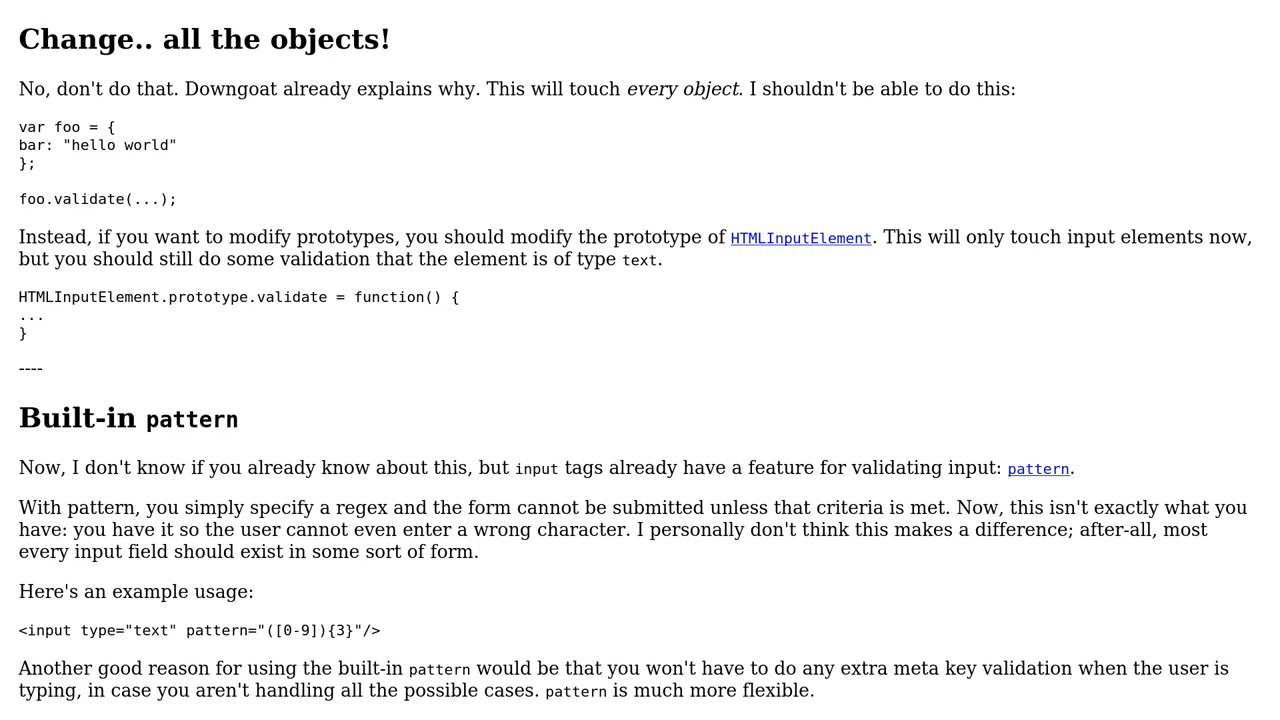 Change.. all the objects!
No, don't do that. Downgoat already explains why. This will touch every object. I shouldn't be able to do this:
var foo = {
bar: "hello world"
};
foo.validate(...);
Instead, if you want to modify prototypes, you should modify the prototype of HTMLInputElement. This will only touch input elements now,
but you should still do some validation that the element is of type text.
HTMLInputElement.prototype.validate = function() {
...
}
----
Built-in pattern
Now, I don't know if you already know about this, but input tags already have a feature for validating input: pattern.
With pattern, you simply specify a regex and the form cannot be submitted unless that criteria is met. Now, this isn't exactly what you
have: you have it so the user cannot even enter a wrong character. I personally don't think this makes a difference; after-all, most
every input field should exist in some sort of form.
Here's an example usage:
<input type="text" pattern="([0-9]){3}"/>
Another good reason for using the built-in pattern would be that you won't have to do any extra meta key validation when the user is
typing, in case you aren't handling all the possible cases. pattern is much more flexible.